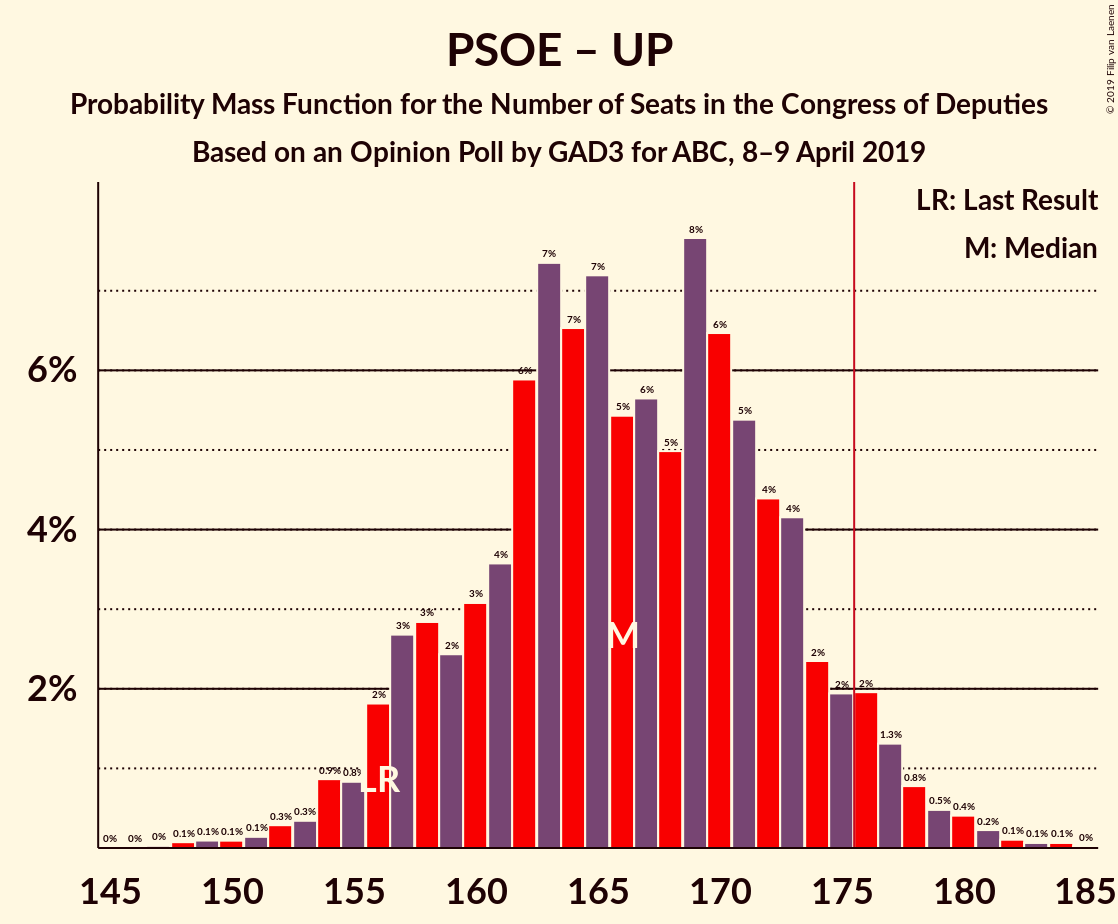 PSOE – UP
Probability Mass Function for the Number of Seats in the Congress of Deputies
Based on an Opinion Poll by GAD3 for ABC, 8–9 April 2019
© 2019 Filip van Laenen
LR: Last Result
M: Median
6%
4%
2%
0% 0% 0% 0.1% 0.1% 0.1% 0.1% 0.3% 0.3% 0.9% 0.8% 2% 3% 3% 2% 3% 4% 6% 7% 7% 7% 5% 6% 5% 8% 6% 5% 4% 4% 2% 2% 2% 1.3% 0.8% 0.5% 0.4% 0.2% 0.1% 0.1% 0.1% 0%
LR
M
145 150 155 160 165 170 175 180 185